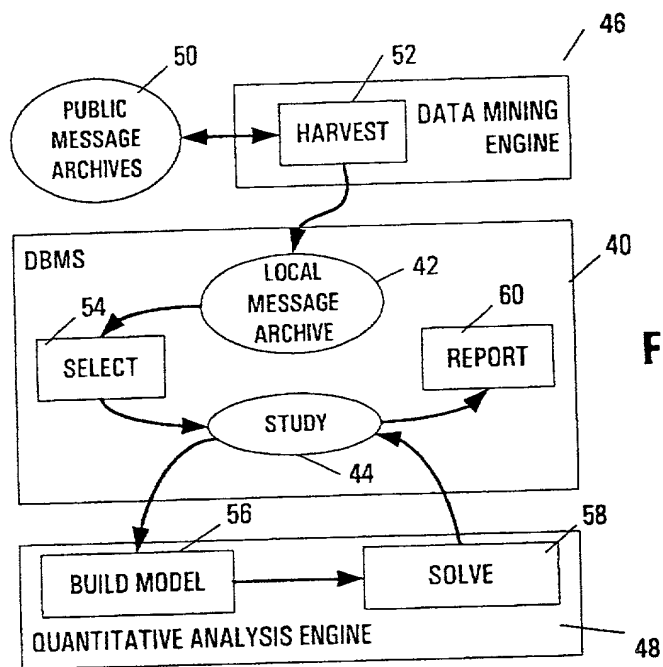 46
50
52
PUBLIC
MESSAGE
ARCHIVES
HARVEST
DATA MINING
ENGINE
40
DBMS
LOCAL
MESSAGE
ARCHIVE
42
54
60
SELECT
REPORT
F
STUDY
44
56
58
BUILD MODEL
SOLVE
QUANTITATIVE ANALYSIS ENGINE
48